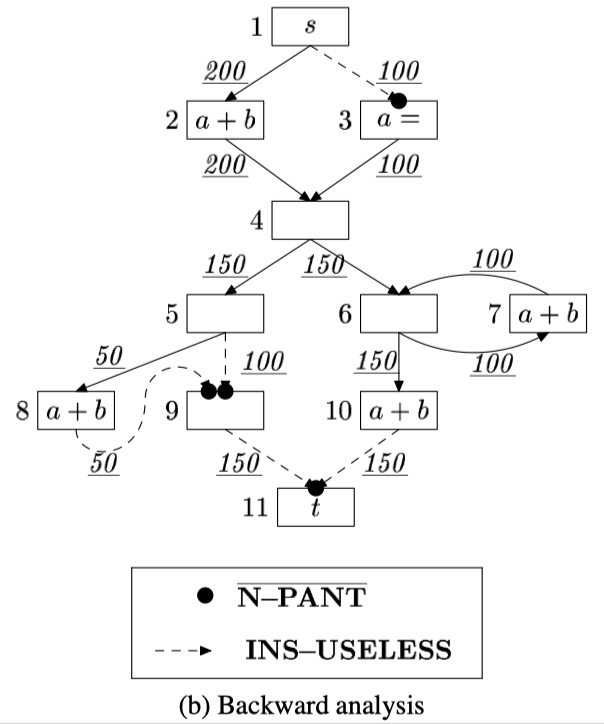 1 s
200 100
2 a + b 3 a =
200 100
4
150 150 100
5 6 7 a + b
50 100 150 100
8 a + b 9 10 a + b
50 150 150
11 t
N–PANT
INS–USELESS
(b) Backward analysis